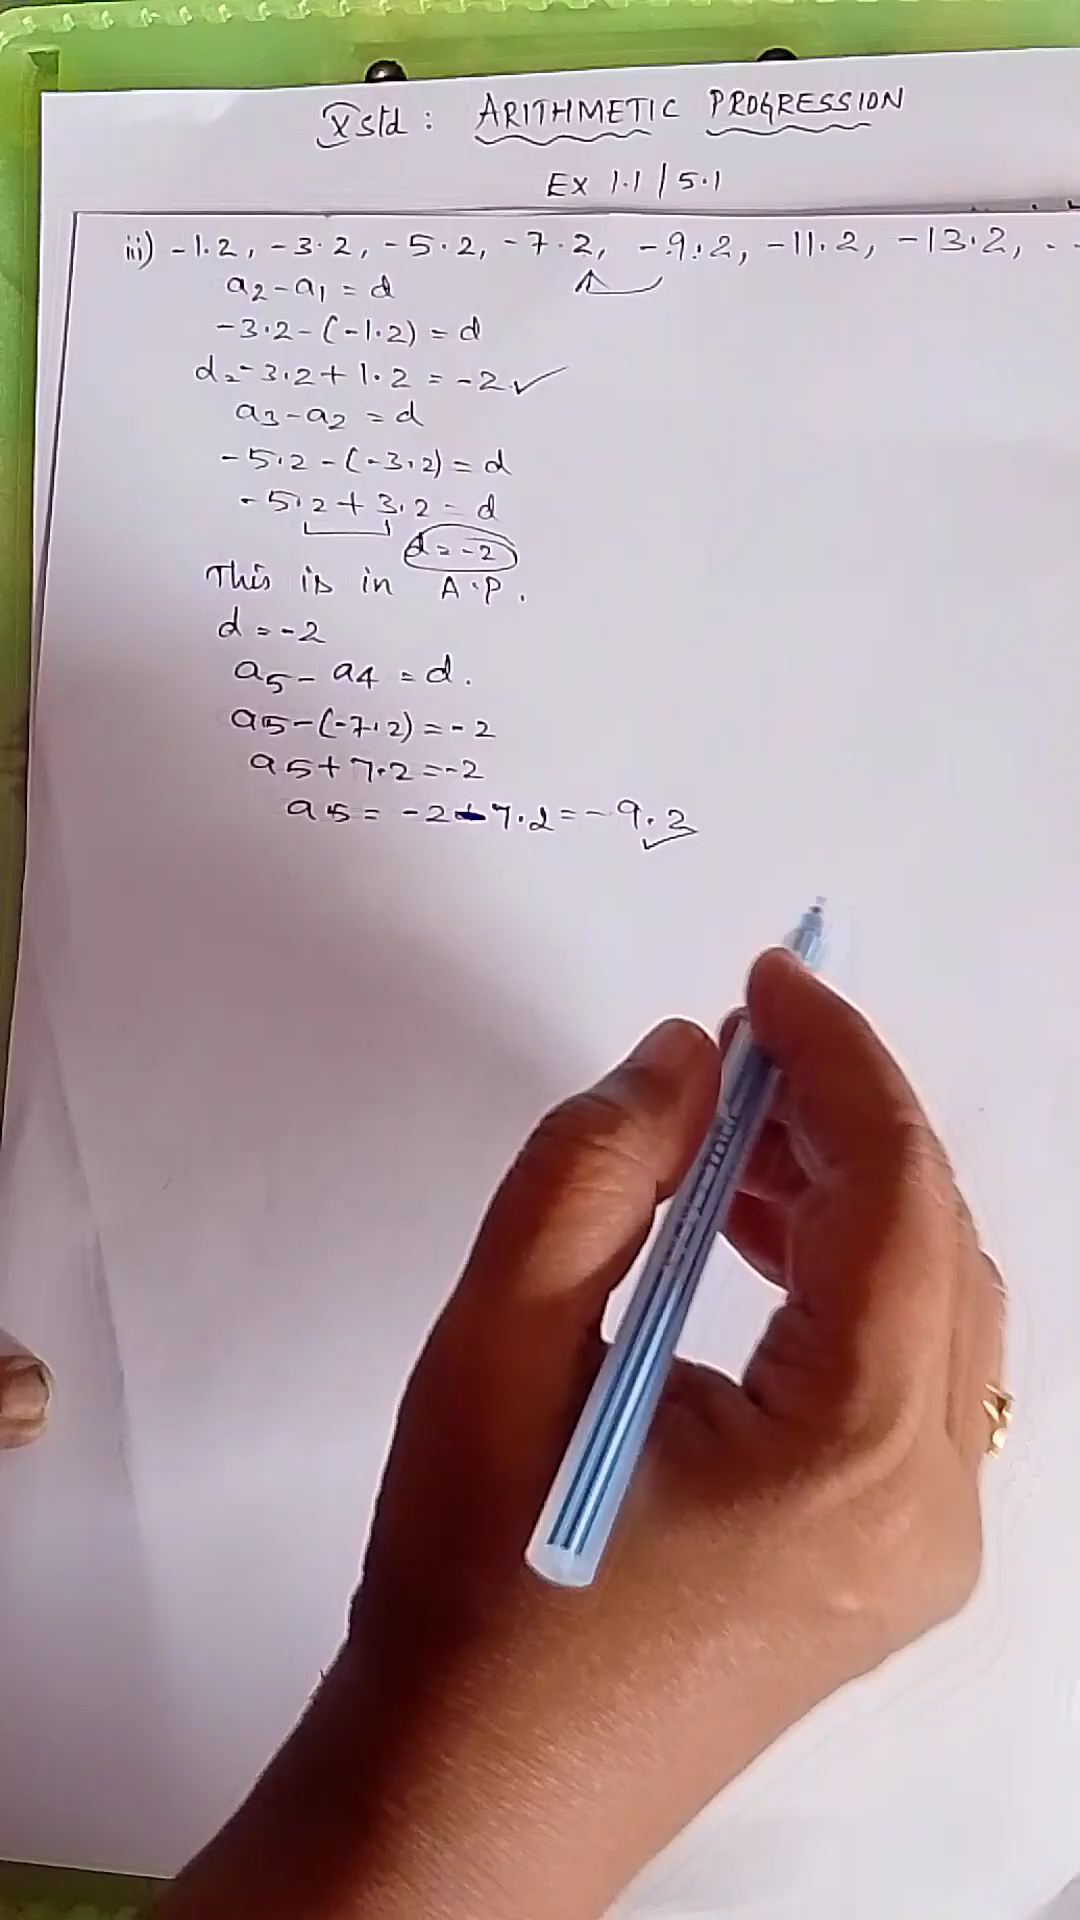 X std : ARITHMETIC PROGRESSION
Ex 1.1 / 5.1
iii) -1.2, -3.2, -5.2, -7.2, -9.2, -11.2, -13.2, ..
a2 - a1 = d
-3.2 - (-1.2) = d
d = -3.2 + 1.2 = -2 ✓
a3 - a2 = d
-5.2 - (-3.2) = d
-5.2 + 3.2 = d
d = -2
This is in A.P.
d = -2
a5 - a4 = d.
a5 - (-7.2) = -2
a5 + 7.2 = -2
a5 = -2 - 7.2 = -9.2